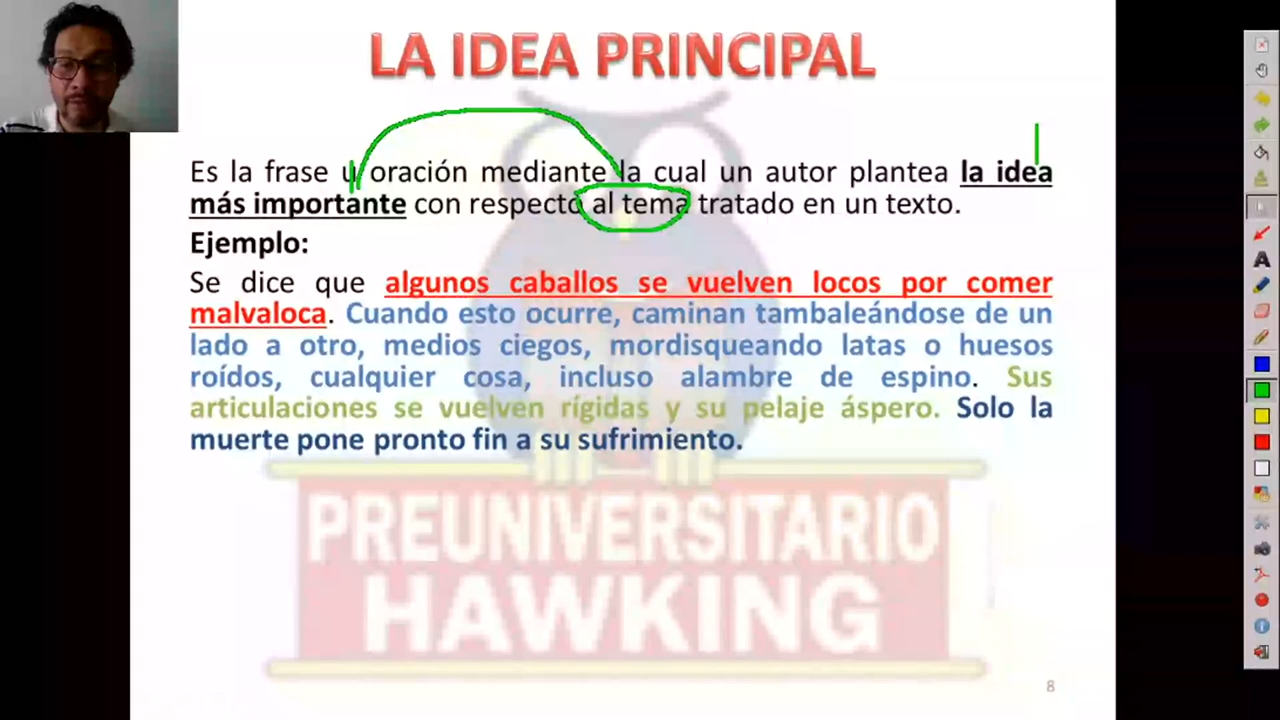 LA IDEA PRINCIPAL
Es la frase u oración mediante la cual un autor plantea la idea
más importante con respecto al tema tratado en un texto.
Ejemplo:
Se dice que algunos caballos se vuelven locos por comer
malvaloca. Cuando esto ocurre, caminan tambaleándose de un
lado a otro, medios ciegos, mordisqueando latas o huesos
roídos, cualquier cosa, incluso alambre de espino. Sus
articulaciones se vuelven rígidas y su pelaje áspero. Solo la
muerte pone pronto fin a su sufrimiento.
PREUNIVERSITARIO
HAWKING
8